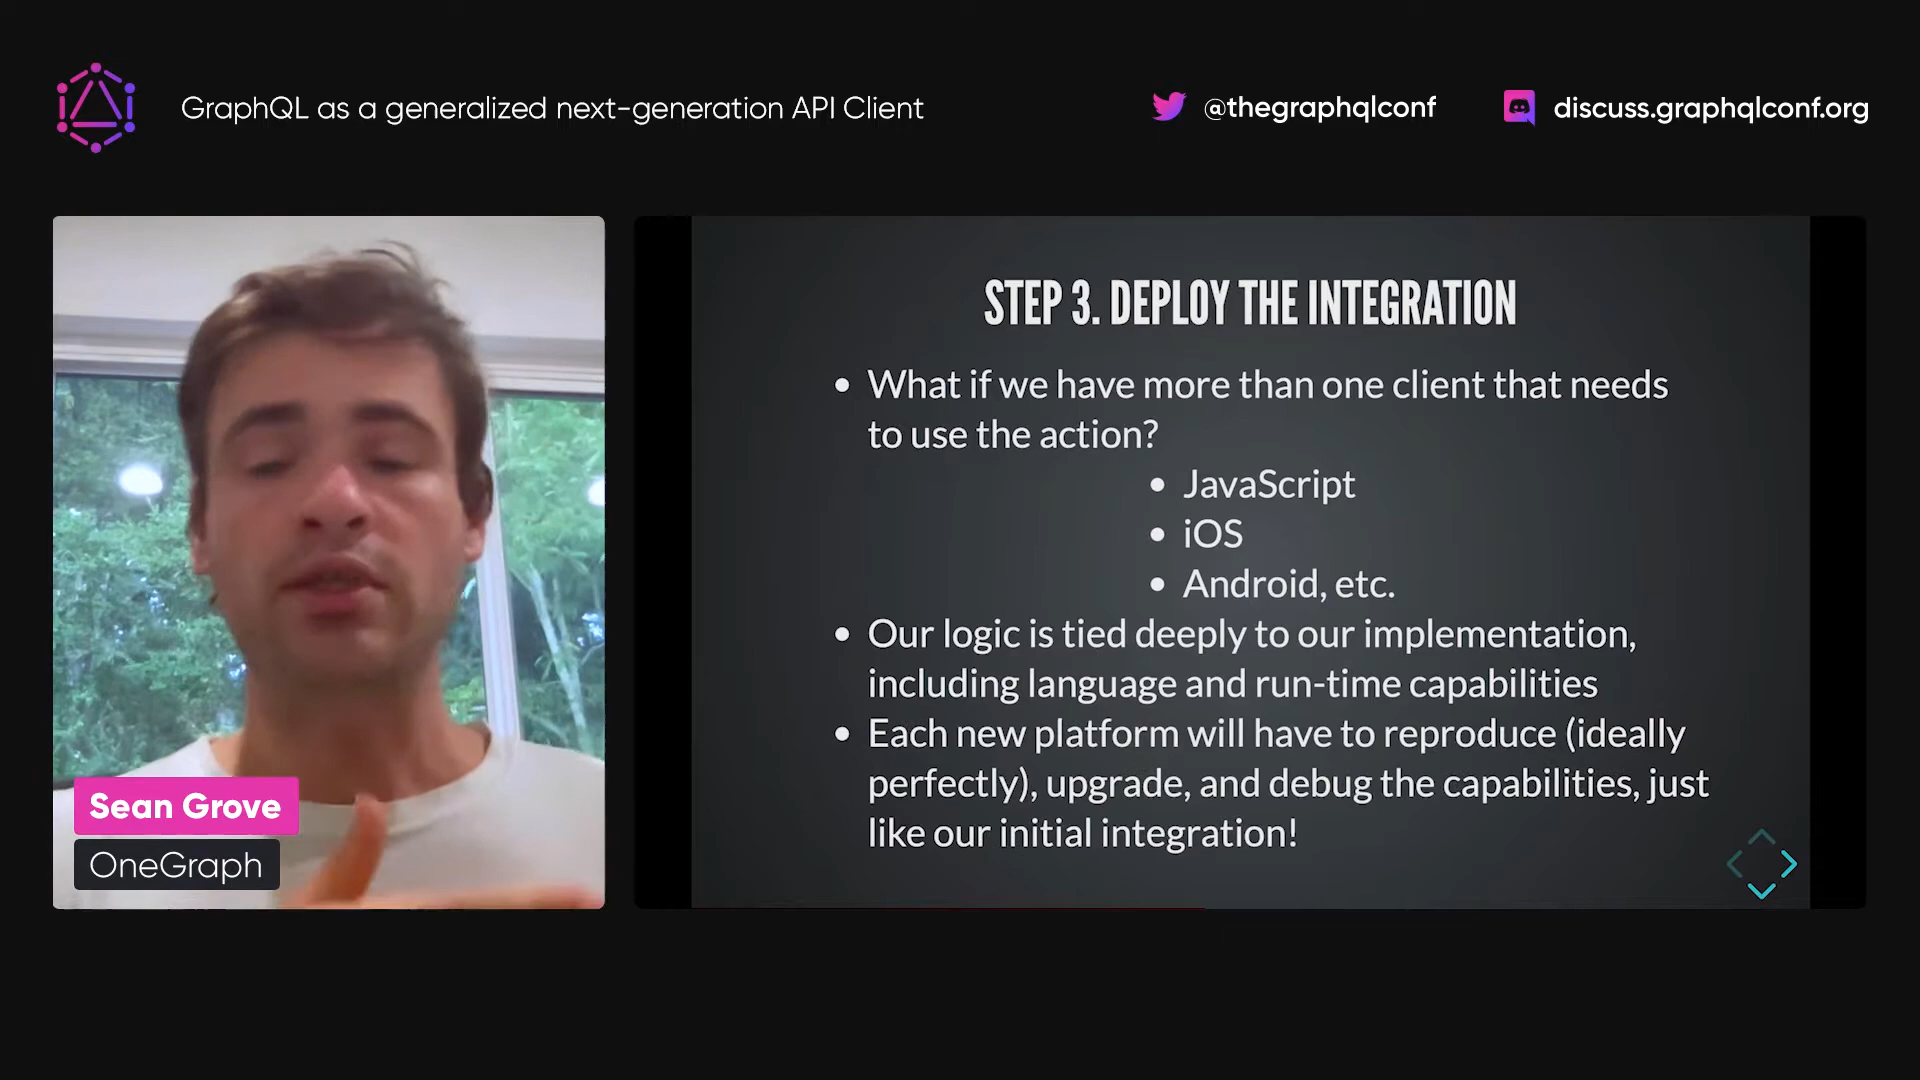 GraphQL as a generalized next-generation API Client
@thegraphqlconf
discuss.graphqlconf.org
STEP 3. DEPLOY THE INTEGRATION
• What if we have more than one client that needs
to use the action?
• JavaScript
• iOS
• Android, etc.
• Our logic is tied deeply to our implementation,
including language and run-time capabilities
• Each new platform will have to reproduce (ideally
perfectly), upgrade, and debug the capabilities, just
like our initial integration!
Sean Grove
OneGraph